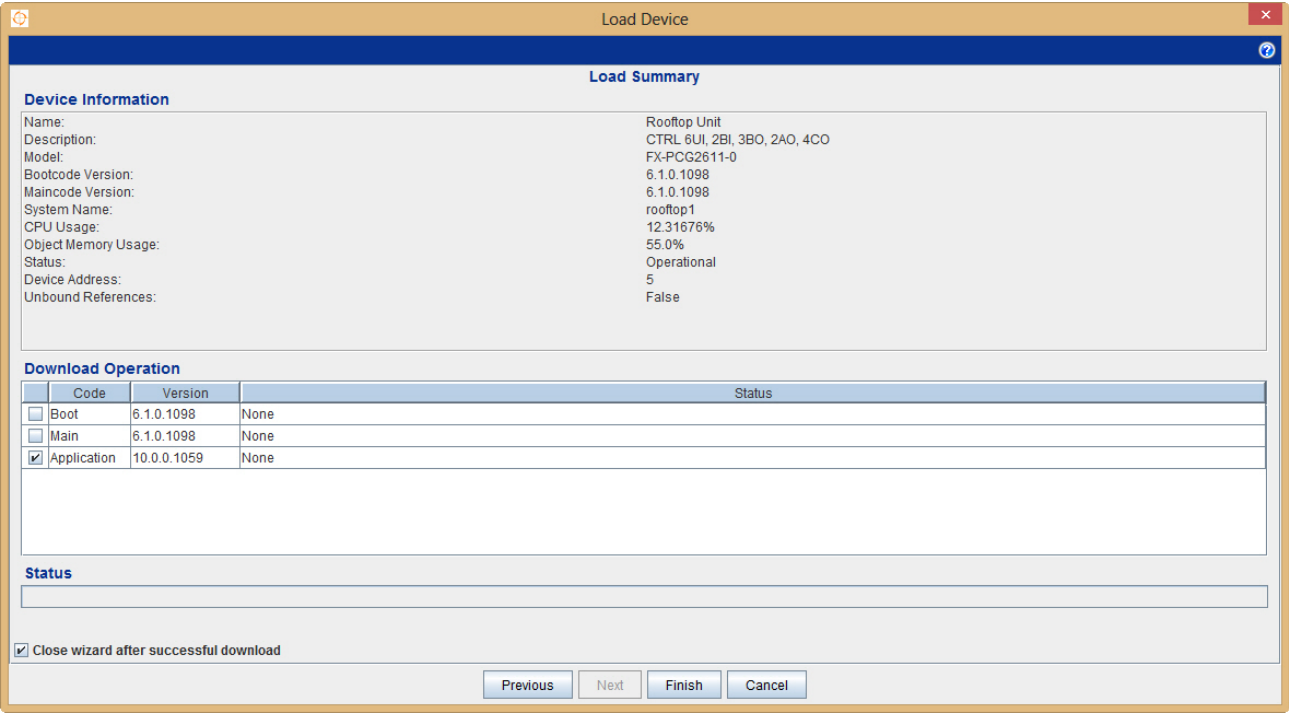 Load Device
Load Summary
Device Information
Name: Rooftop Unit
Description: CTRL 6UI, 2BI, 3BO, 2AO, 4CO
Model: FX-PCG2611-0
Bootcode Version: 6.1.0.1098
Maincode Version: 6.1.0.1098
System Name: rooftop1
CPU Usage: 12.31676%
Object Memory Usage: 55.0%
Status: Operational
Device Address: 5
Unbound References: False
Download Operation
Code Version Status
Boot 6.1.0.1098 None
Main 6.1.0.1098 None
Application 10.0.0.1059 None
Status
Close wizard after successful download
Previous Next Finish Cancel